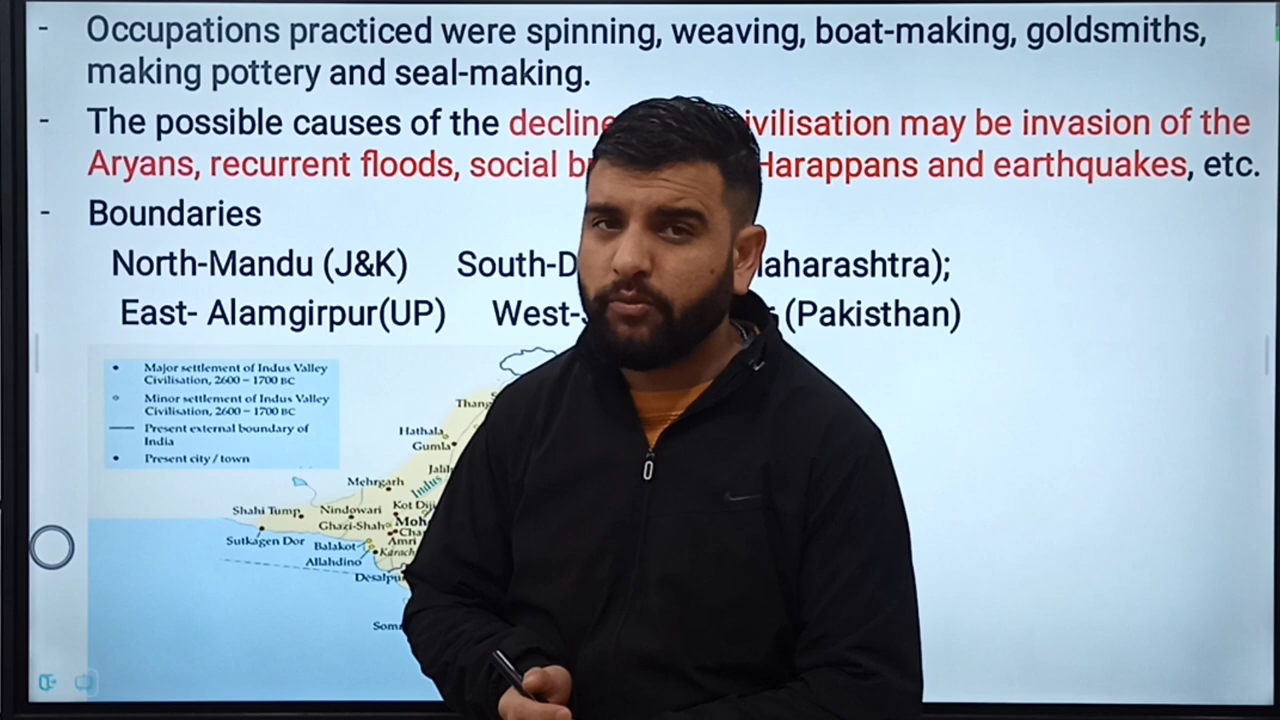 - Occupations practiced were spinning, weaving, boat-making, goldsmiths,
making pottery and seal-making.
- The possible causes of the decline ivilisation may be invasion of the
Aryans, recurrent floods, social b Harappans and earthquakes, etc.
- Boundaries
North-Mandu (J&K) South-D aharashtra);
East- Alamgirpur(UP) West- (Pakisthan)
Major settlement of Indus Valley
Civilisation, 2600 – 1700 BC
Minor settlement of Indus Valley
Civilisation, 2600 – 1700 BC
Present external boundary of
India
Present city / town
Thang
Hathala
Gumla
Jalil
Indus
Mehrgarh
Shahi Tump Nindowari Kot Diji
Ghazi-Shah Moh
Cha
Sutkagen Dor Balakot Amri
Karach
Allahdino
Desalpu
Som